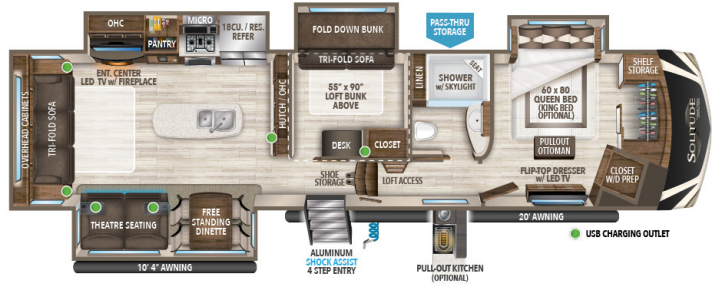 OHC
PANTRY
MICRO
18CU. / RES.
REFER
ENT. CENTER
LED TV w/ FIREPLACE
OVERHEAD CABINETS
TRI-FOLD SOFA
THEATRE SEATING
FREE
STANDING
DINETTE
10' 4" AWNING
HUTCH / OHC
FOLD DOWN BUNK
TRI-FOLD SOFA
55" x 90"
LOFT BUNK
ABOVE
DESK
CLOSET
SHOE
STORAGE
LOFT ACCESS
ALUMINUM
SHOCK ASSIST
4 STEP ENTRY
PASS-THRU
STORAGE
LINEN
SEAT
SHOWER
w/ SKYLIGHT
60 x 80
QUEEN BED
(KING BED
OPTIONAL)
PULLOUT
OTTOMAN
FLIP-TOP DRESSER
w/ LED TV
SHELF
STORAGE
CLOSET
W/D PREP
SOLITUDE
20' AWNING
PULL-OUT KITCHEN
(OPTIONAL)
USB CHARGING OUTLET